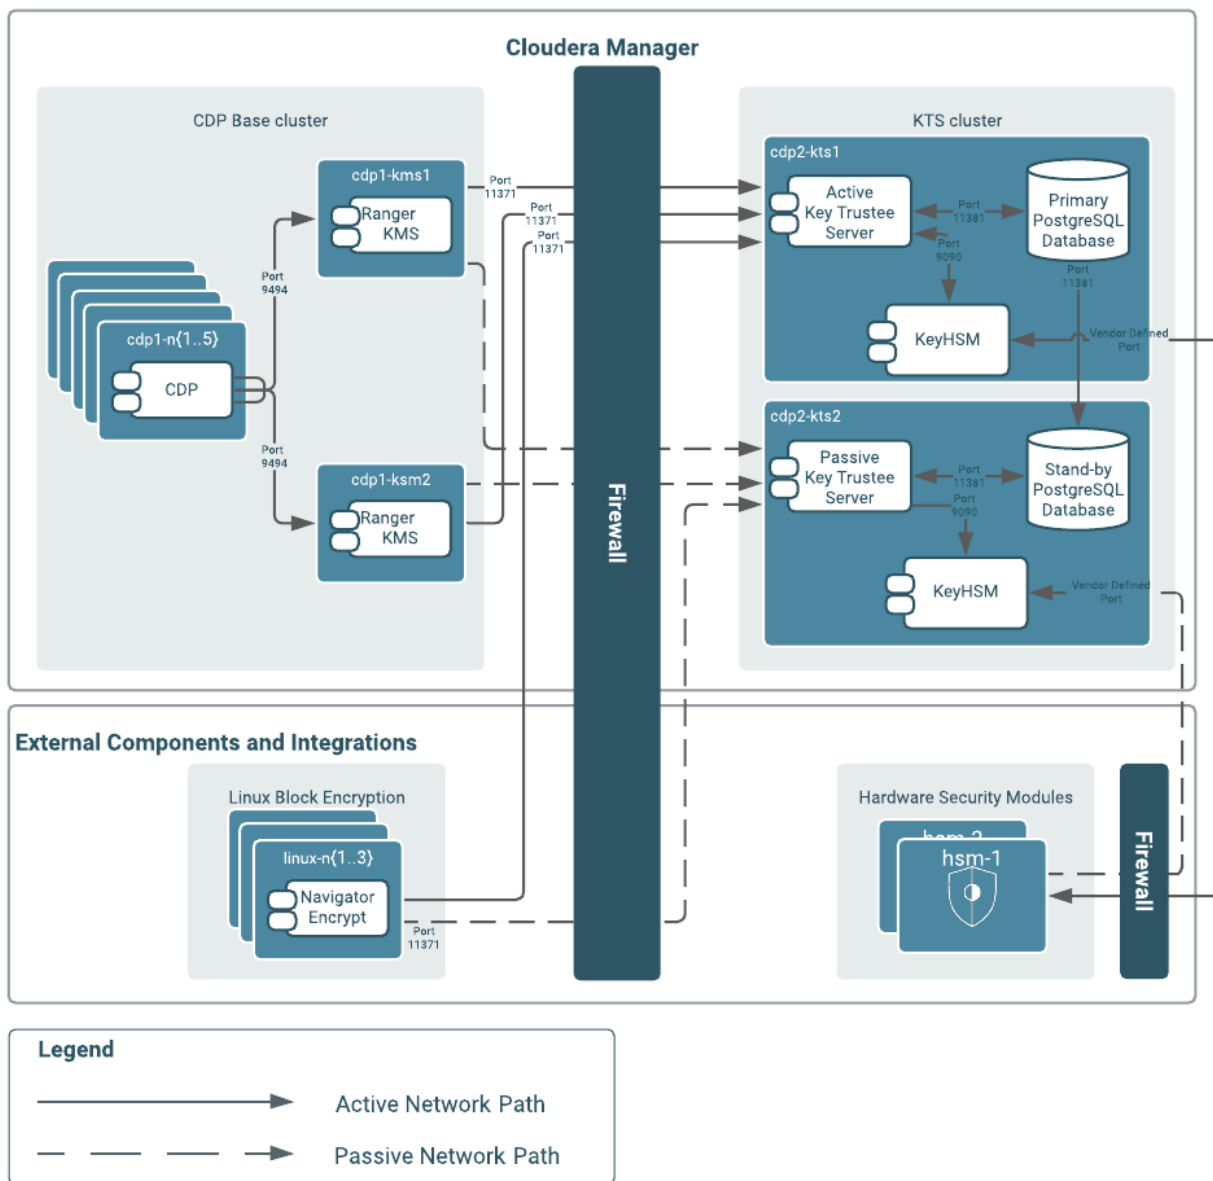 Cloudera Manager
CDP Base cluster
KTS cluster
cdp1-kms1
Ranger
KMS
Port
11371
Port
11371
Port
11371
Port
9494
cdp1-n{1..5}
CDP
Port
9494
cdp1-ksm2
Ranger
KMS
Firewall
cdp2-kts1
Active
Key Trustee
Server
Port
11381
Primary
PostgreSQL
Database
Port
9090
Port
11381
KeyHSM
Vendor Defined
Port
cdp2-kts2
Passive
Key Trustee
Server
Port
11381
Stand-by
PostgreSQL
Database
Port
9090
KeyHSM
Vendor Defined
Port
External Components and Integrations
Linux Block Encryption
linux-n{1..3}
Navigator
Encrypt
Port
11371
Hardware Security Modules
hsm-1
Firewall
Legend
Active Network Path
Passive Network Path